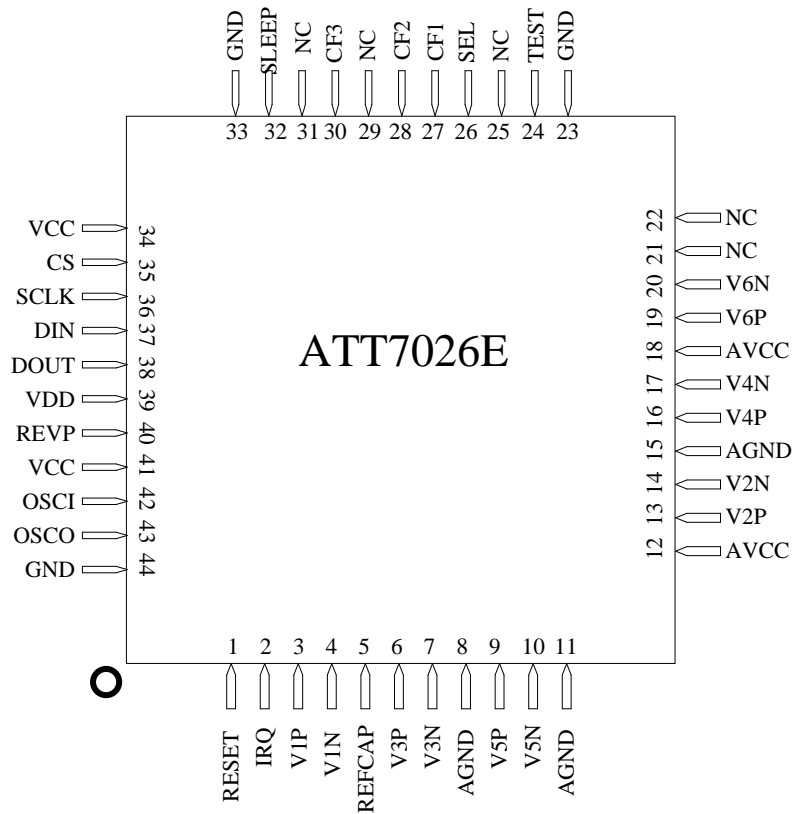 GND SLEEP NC CF3 NC CF2 CF1 SEL NC TEST GND
33 32 31 30 29 28 27 26 25 24 23
VCC 34
CS 35
SCLK 36
DIN 37
DOUT 38
VDD 39
REVP 40
VCC 41
OSCI 42
OSCO 43
GND 44
ATT7026E
22 NC
21 NC
20 V6N
19 V6P
18 AVCC
17 V4N
16 V4P
15 AGND
14 V2N
13 V2P
12 AVCC
1 2 3 4 5 6 7 8 9 10 11
RESET IRQ V1P V1N REFCAP V3P V3N AGND V5P V5N AGND